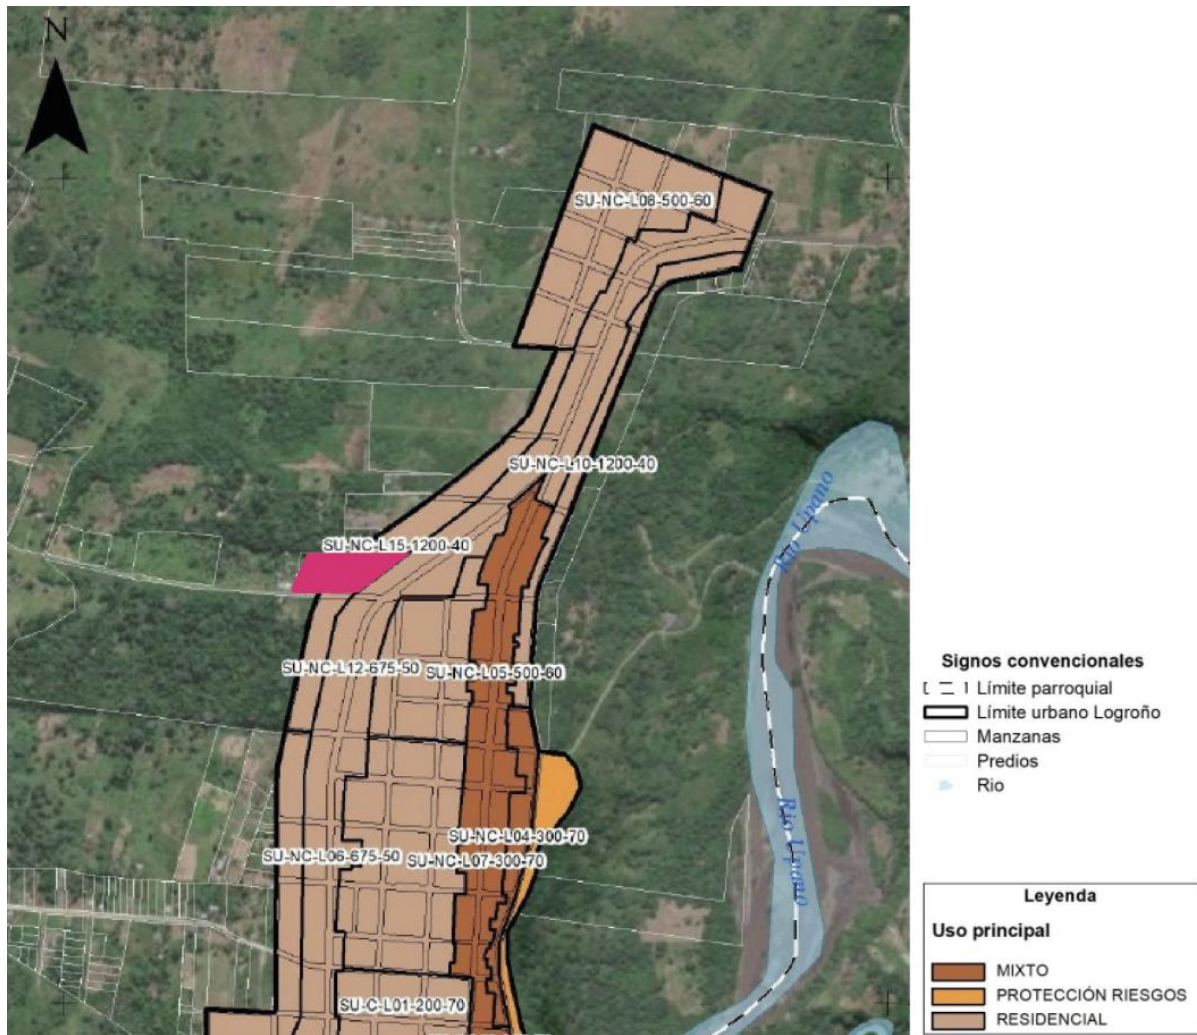 N
SU-NC-L08-500-60
SU-NC-L10-1200-40
Río Upano
SU-NC-L15-1200-40
SU-NC-L12-675-50
SU-NC-L05-500-60
SU-NC-L04-300-70
SU-NC-L06-675-50
SU-NC-L07-300-70
Río Upano
SU-C-L01-200-70
Signos convencionales
Límite parroquial
Límite urbano Logroño
Manzanas
Predios
Rio
Leyenda
Uso principal
MIXTO
PROTECCIÓN RIESGOS
RESIDENCIAL